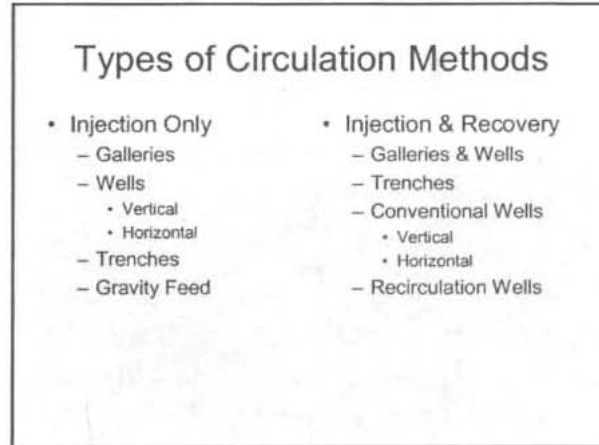 Types of Circulation Methods
• Injection Only
– Galleries
– Wells
• Vertical
• Horizontal
– Trenches
– Gravity Feed
• Injection & Recovery
– Galleries & Wells
– Trenches
– Conventional Wells
• Vertical
• Horizontal
– Recirculation Wells